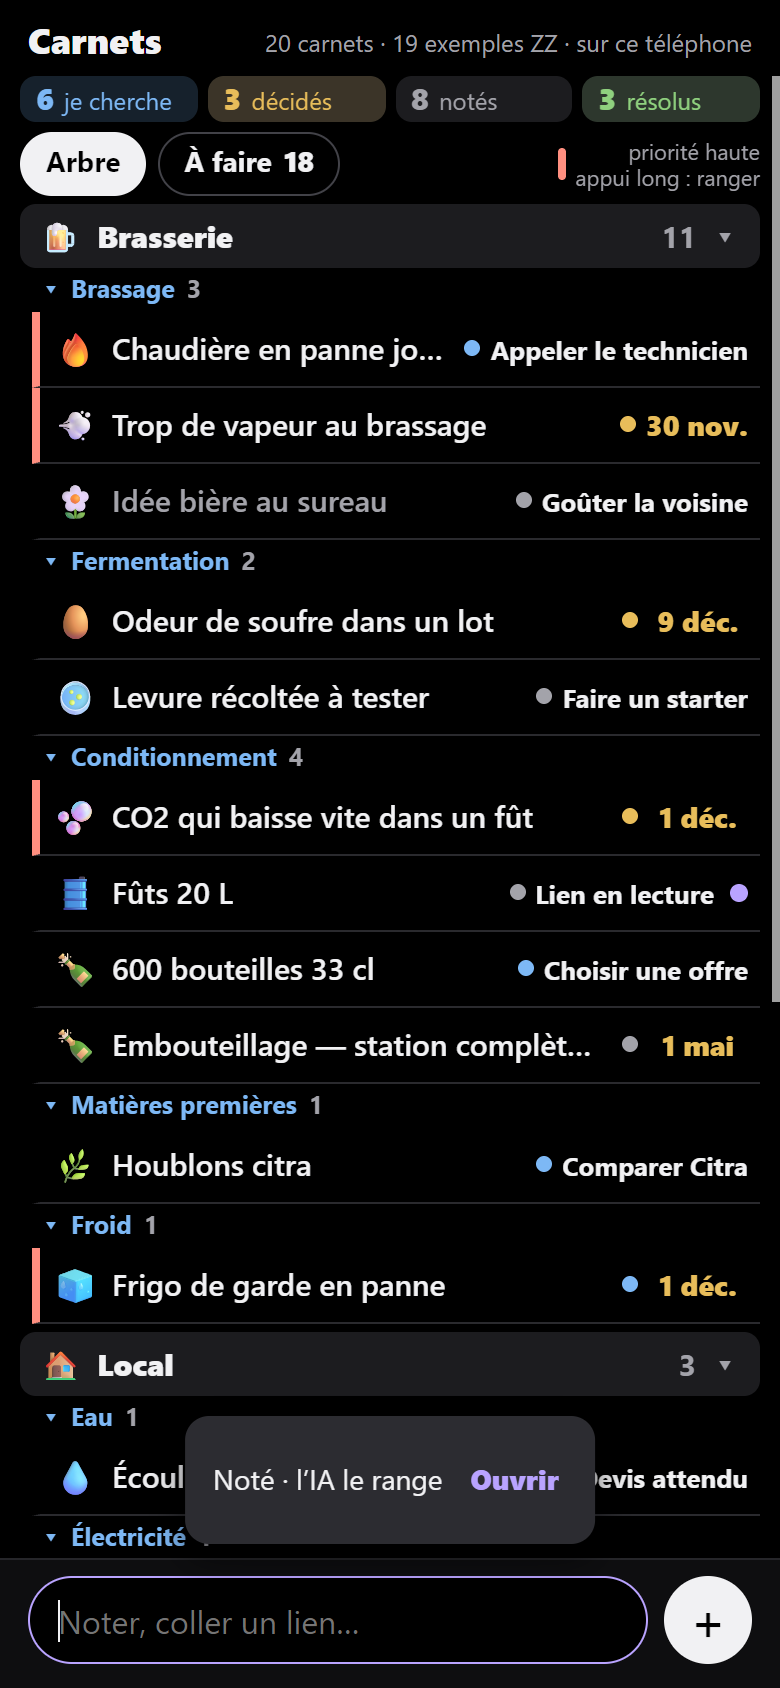 Carnets
20 carnets · 19 exemples ZZ · sur ce téléphone
6 je cherche
3 décidés
8 notés
3 résolus
Arbre
À faire 18
priorité haute
appui long : ranger
Brasserie 11
Brassage 3
Chaudière en panne jo... Appeler le technicien
Trop de vapeur au brassage 30 nov.
Idée bière au sureau Goûter la voisine
Fermentation 2
Odeur de soufre dans un lot 9 déc.
Levure récoltée à tester Faire un starter
Conditionnement 4
CO2 qui baisse vite dans un fût 1 déc.
Fûts 20 L Lien en lecture
600 bouteilles 33 cl Choisir une offre
Embouteillage — station complèt... 1 mai
Matières premières 1
Houblons citra Comparer Citra
Froid 1
Frigo de garde en panne 1 déc.
Local 3
Eau 1
Écoul
Noté · l’IA le range Ouvrir
evis attendu
Électricité
Noter, coller un lien...
+